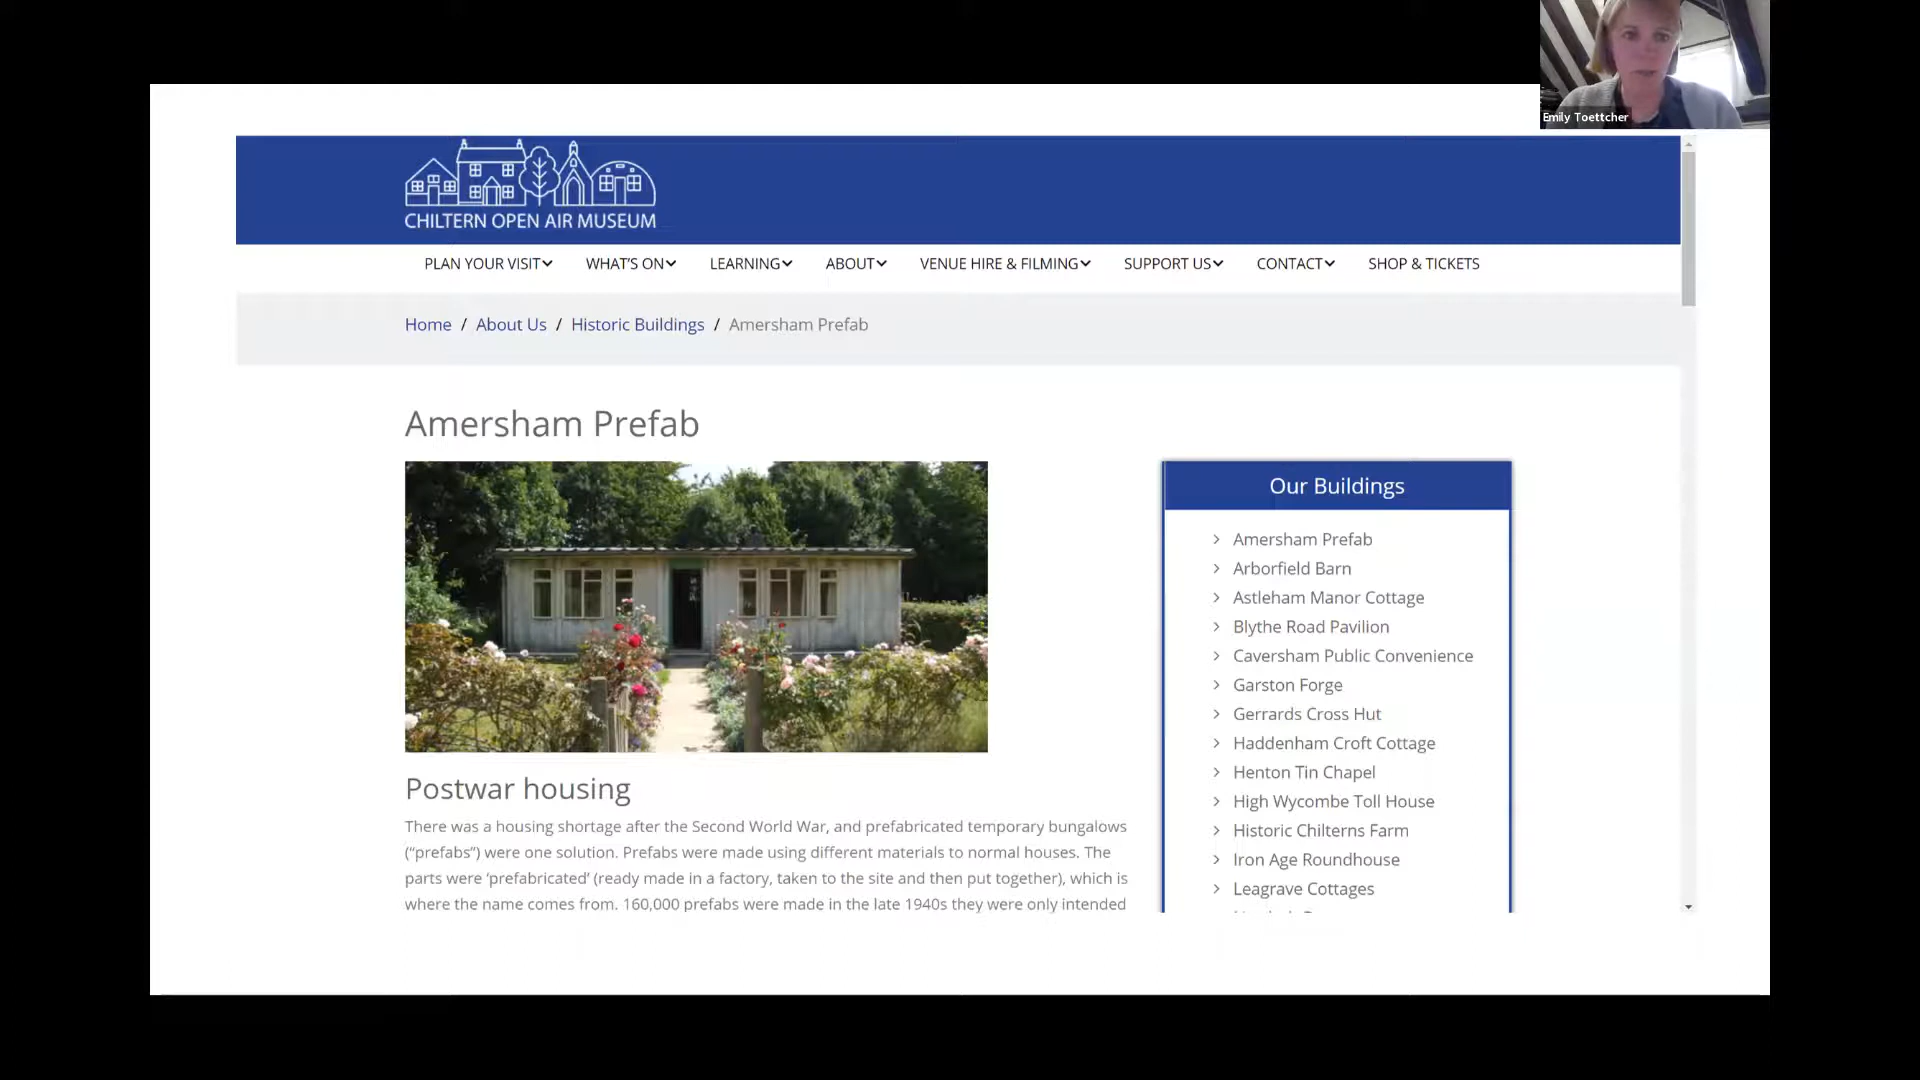 Emily Toettcher
CHILTERN OPEN AIR MUSEUM
PLAN YOUR VISIT WHAT'S ON LEARNING ABOUT VENUE HIRE & FILMING SUPPORT US CONTACT SHOP & TICKETS
Home / About Us / Historic Buildings / Amersham Prefab
Amersham Prefab
Postwar housing
There was a housing shortage after the Second World War, and prefabricated temporary bungalows
("prefabs") were one solution. Prefabs were made using different materials to normal houses. The
parts were 'prefabricated' (ready made in a factory, taken to the site and then put together), which is
where the name comes from. 160,000 prefabs were made in the late 1940s they were only intended
Our Buildings
Amersham Prefab
Arborfield Barn
Astleham Manor Cottage
Blythe Road Pavilion
Caversham Public Convenience
Garston Forge
Gerrards Cross Hut
Haddenham Croft Cottage
Henton Tin Chapel
High Wycombe Toll House
Historic Chilterns Farm
Iron Age Roundhouse
Leagrave Cottages